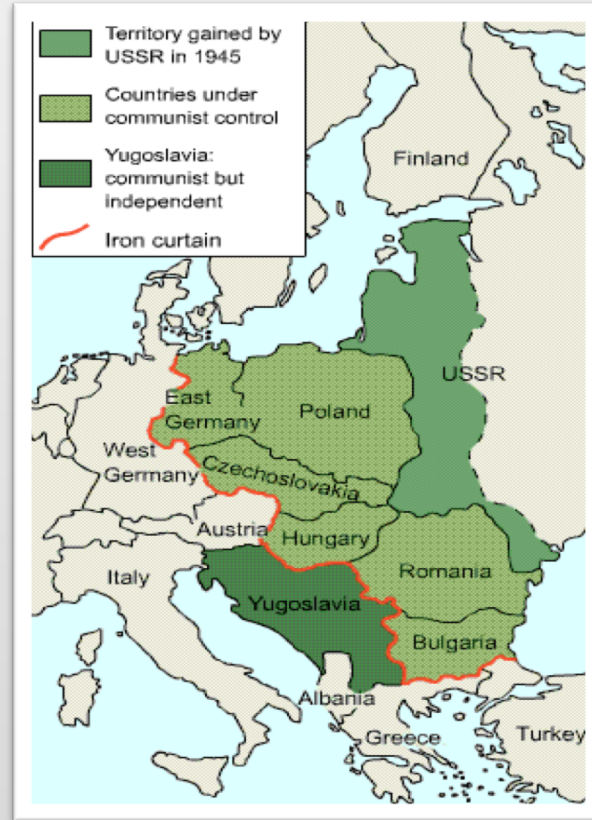 Territory gained by
USSR in 1945
Countries under
communist control
Yugoslavia:
communist but
independent
Iron curtain
Finland
USSR
East
Germany
Poland
West
Germany
Czechoslovakia
Austria
Hungary
Italy
Romania
Yugoslavia
Bulgaria
Albania
Greece
Turkey